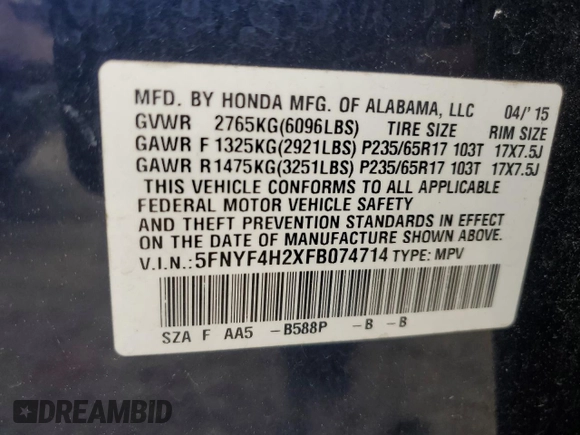 MFD. BY HONDA MFG. OF ALABAMA, LLC 04/'15
GVWR 2765KG(6096LBS) TIRE SIZE RIM SIZE
GAWR F 1325KG(2921LBS) P235/65R17 103T 17X7.5J
GAWR R1475KG(3251LBS) P235/65R17 103T 17X7.5J
THIS VEHICLE CONFORMS TO ALL APPLICABLE
FEDERAL MOTOR VEHICLE SAFETY
AND THEFT PREVENTION STANDARDS IN EFFECT
ON THE DATE OF MANUFACTURE SHOWN ABOVE.
V.I.N.:5FNYF4H2XFB074714 TYPE: MPV
SZA F AA5 -B588P -B -B
DREAMBID